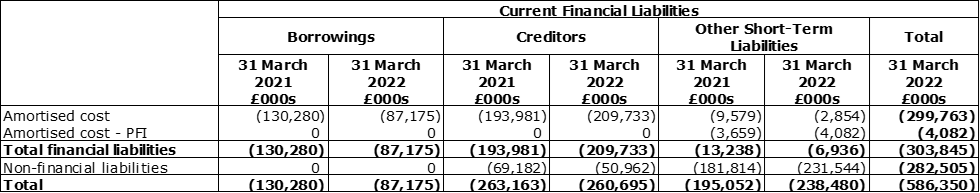 Current Financial Liabilities
Borrowings Creditors Other Short-Term Liabilities Total
31 March 2021 £000s 31 March 2022 £000s 31 March 2021 £000s 31 March 2022 £000s 31 March 2021 £000s 31 March 2022 £000s 31 March 2022 £000s
Amortised cost (130,280) (87,175) (193,981) (209,733) (9,579) (2,854) (299,763)
Amortised cost - PFI 0 0 0 0 (3,659) (4,082) (4,082)
Total financial liabilities (130,280) (87,175) (193,981) (209,733) (13,238) (6,936) (303,845)
Non-financial liabilities 0 0 (69,182) (50,962) (181,814) (231,544) (282,505)
Total (130,280) (87,175) (263,163) (260,695) (195,052) (238,480) (586,350)